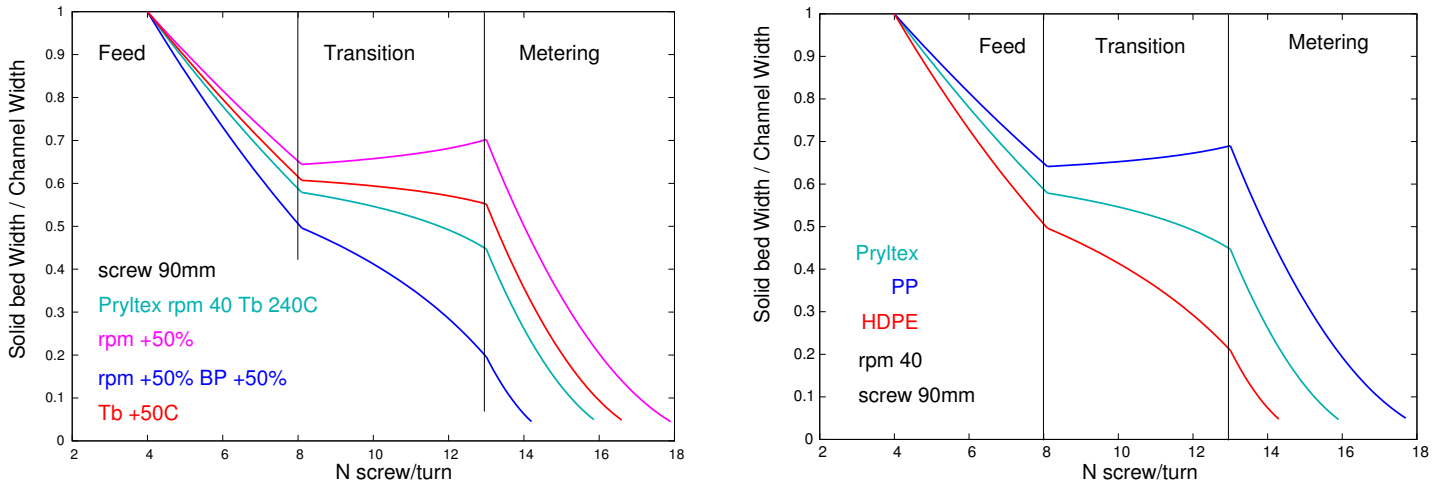 Solid bed Width / Channel Width
1
0.9
0.8
0.7
0.6
0.5
0.4
0.3
0.2
0.1
0
Feed
Transition
Metering
screw 90mm
Pryltex rpm 40 Tb 240C
rpm +50%
rpm +50% BP +50%
Tb +50C
2 4 6 8 10 12 14 16 18
N screw/turn
Solid bed Width / Channel Width
1
0.9
0.8
0.7
0.6
0.5
0.4
0.3
0.2
0.1
0
Feed
Transition
Metering
Pryltex
PP
HDPE
rpm 40
screw 90mm
2 4 6 8 10 12 14 16 18
N screw/turn